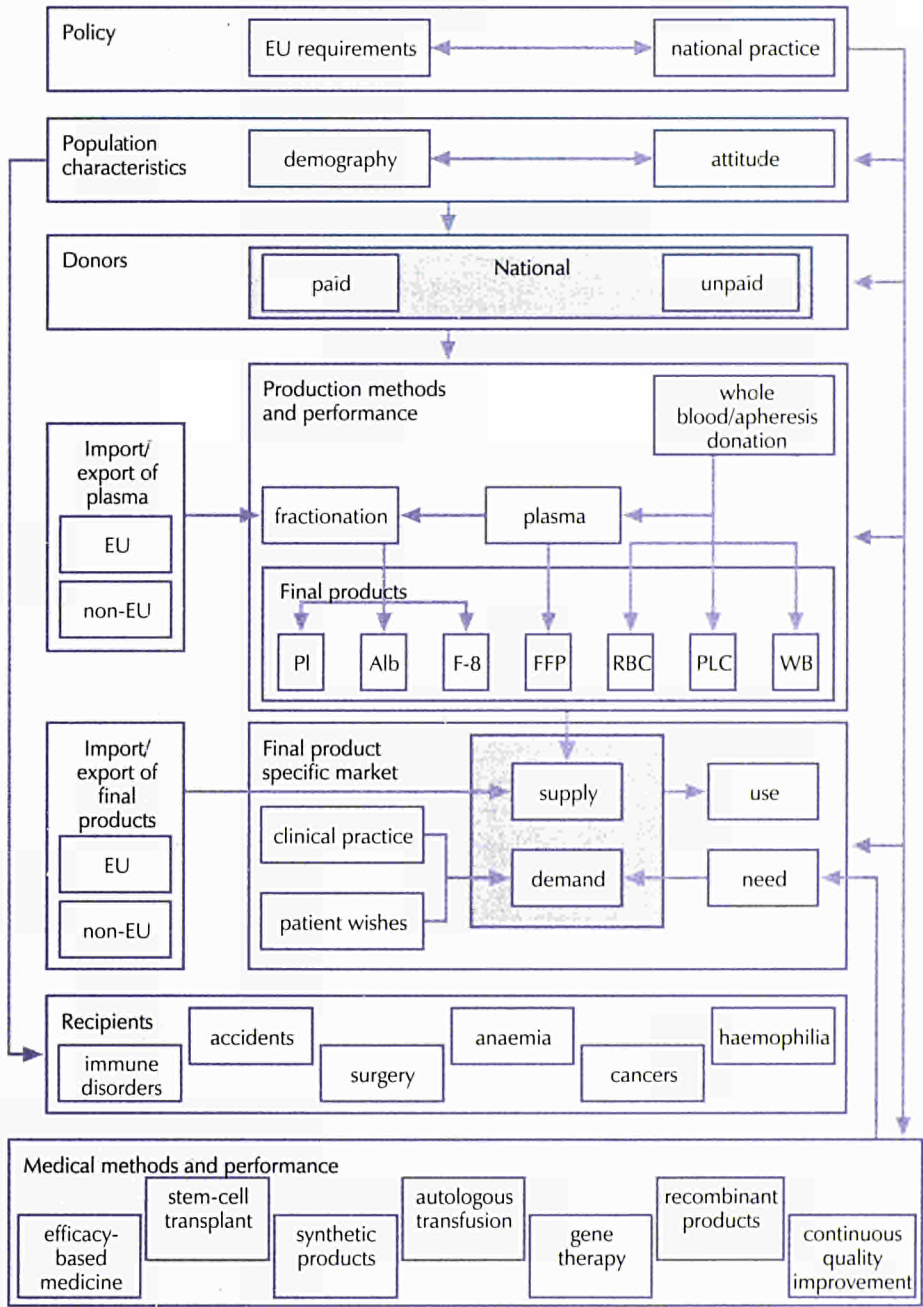 Policy
EU requirements
national practice
Population
characteristics
demography
attitude
Donors
National
paid
unpaid
Production methods
and performance
whole
blood/apheresis
donation
Import/
export of
plasma
EU
non-EU
fractionation
plasma
Final products
Pl
Alb
F-8
FFP
RBC
PLC
WB
Import/
export of
final
products
EU
non-EU
Final product
specific market
supply
use
clinical practice
demand
need
patient wishes
Recipients
immune
disorders
accidents
surgery
anaemia
cancers
haemophilia
Medical methods and performance
efficacy-
based
medicine
stem-cell
transplant
synthetic
products
autologous
transfusion
gene
therapy
recombinant
products
continuous
quality
improvement